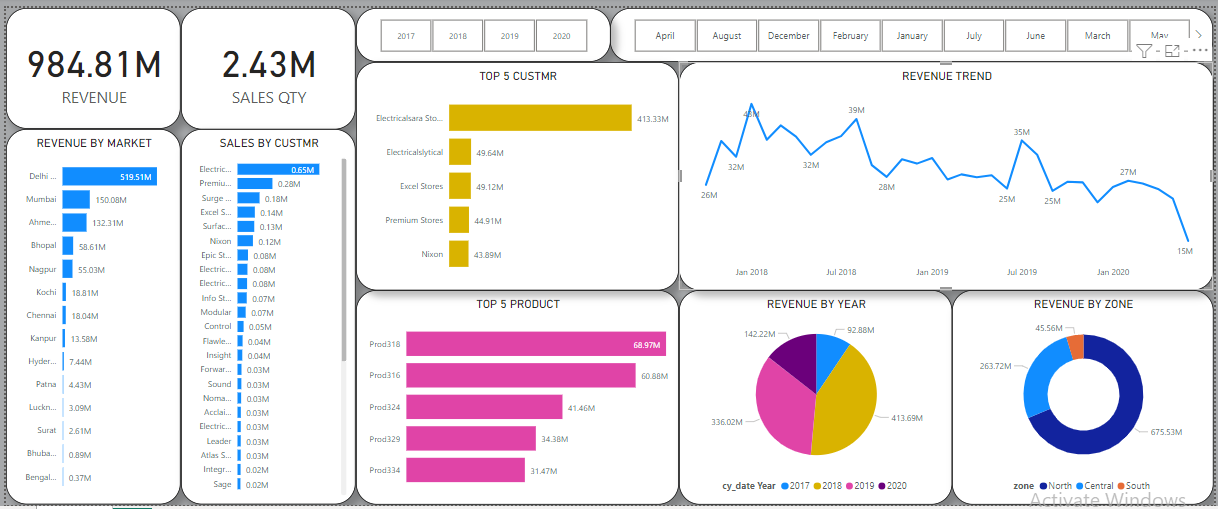 984.81M
REVENUE
2.43M
SALES QTY
2017 2018 2019 2020
April August December February January July June March May
REVENUE BY MARKET
Delhi ... 519.51M
Mumbai 150.08M
Ahme... 132.31M
Bhopal 58.61M
Nagpur 55.03M
Kochi 18.81M
Chennai 18.04M
Kanpur 13.58M
Hyder... 7.44M
Patna 4.43M
Luckn... 3.09M
Surat 2.61M
Bhuba... 0.89M
Bengal... 0.37M
SALES BY CUSTMR
Electric... 0.65M
Premiu... 0.28M
Surge ... 0.18M
Excel S... 0.14M
Surfac... 0.13M
Nixon 0.12M
Epic St... 0.08M
Electric... 0.08M
Electric... 0.08M
Info St... 0.07M
Modular 0.07M
Control 0.05M
Flawle... 0.04M
Insight 0.04M
Forwar... 0.03M
Sound 0.03M
Noma... 0.03M
Acclai... 0.03M
Electric... 0.03M
Leader 0.03M
Atlas S... 0.03M
Integr... 0.02M
Sage 0.02M
TOP 5 CUSTMR
Electricalsara Sto... 413.33M
Electricalslytical 49.64M
Excel Stores 49.12M
Premium Stores 44.91M
Nixon 43.89M
REVENUE TREND
26M 32M 43M 32M 39M 28M 25M 35M 25M 27M 15M
Jan 2018 Jul 2018 Jan 2019 Jul 2019 Jan 2020
TOP 5 PRODUCT
Prod318 68.97M
Prod316 60.88M
Prod324 41.46M
Prod329 34.38M
Prod334 31.47M
REVENUE BY YEAR
142.22M 92.88M
336.02M 413.69M
cy_date Year 2017 2018 2019 2020
REVENUE BY ZONE
45.56M
263.72M
675.53M
zone North Central South
Activate Windows